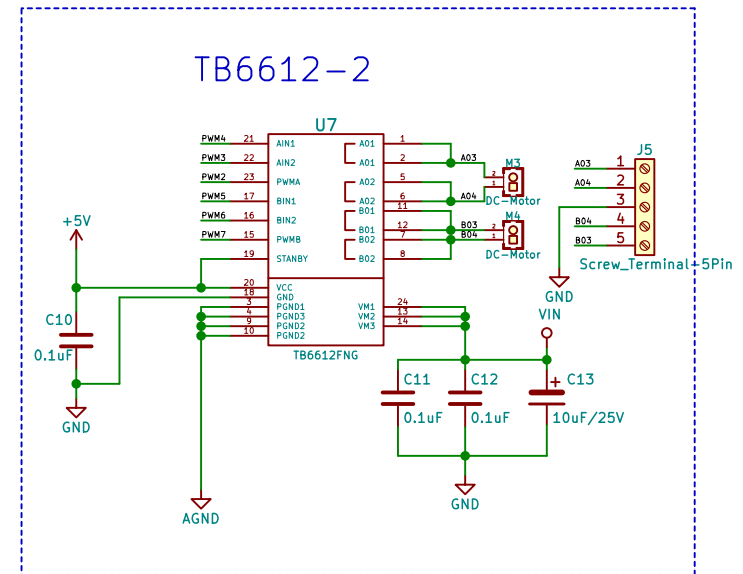 TB6612-2
U7
PWM4 21 AIN1 A01 1
PWM3 22 AIN2 A01 2 A03
PWM2 23 PWMA A02 5
PWM5 17 BIN1 A02 6 A04
B01 11
PWM6 16 BIN2 B01 12 B03
PWM7 15 PWMB B02 7 B04
19 STANBY B02 8
20 VCC
18 GND
3 PGND1 VM1 24
4 PGND3 VM2 13
9 PGND2 VM3 14
10 PGND2
TB6612FNG
M3
2
1
DC-Motor
M4
2
1
DC-Motor
J5
A03 1
A04 2
3
B04 4
B03 5
Screw_Terminal-5Pin
GND
+5V
C10
0.1uF
GND
AGND
VIN
C11
0.1uF
C12
0.1uF
+ C13
10uF/25V
GND